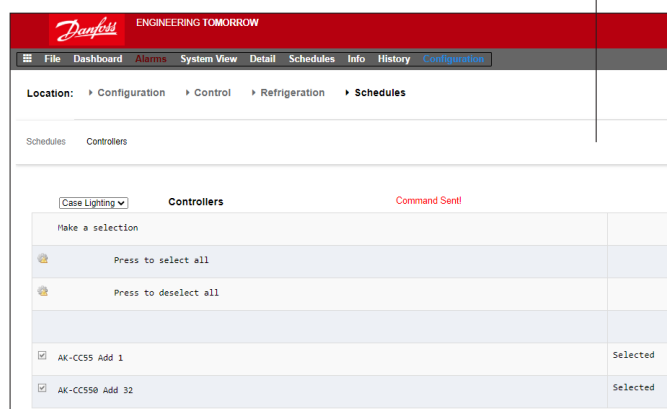 Danfoss ENGINEERING TOMORROW
File Dashboard Alarms System View Detail Schedules Info History Configuration
Location: Configuration Control Refrigeration Schedules
Schedules Controllers
Case Lighting Controllers Command Sent!
Make a selection
Press to select all
Press to deselect all
AK-CC55 Add 1 Selected
AK-CC550 Add 32 Selected